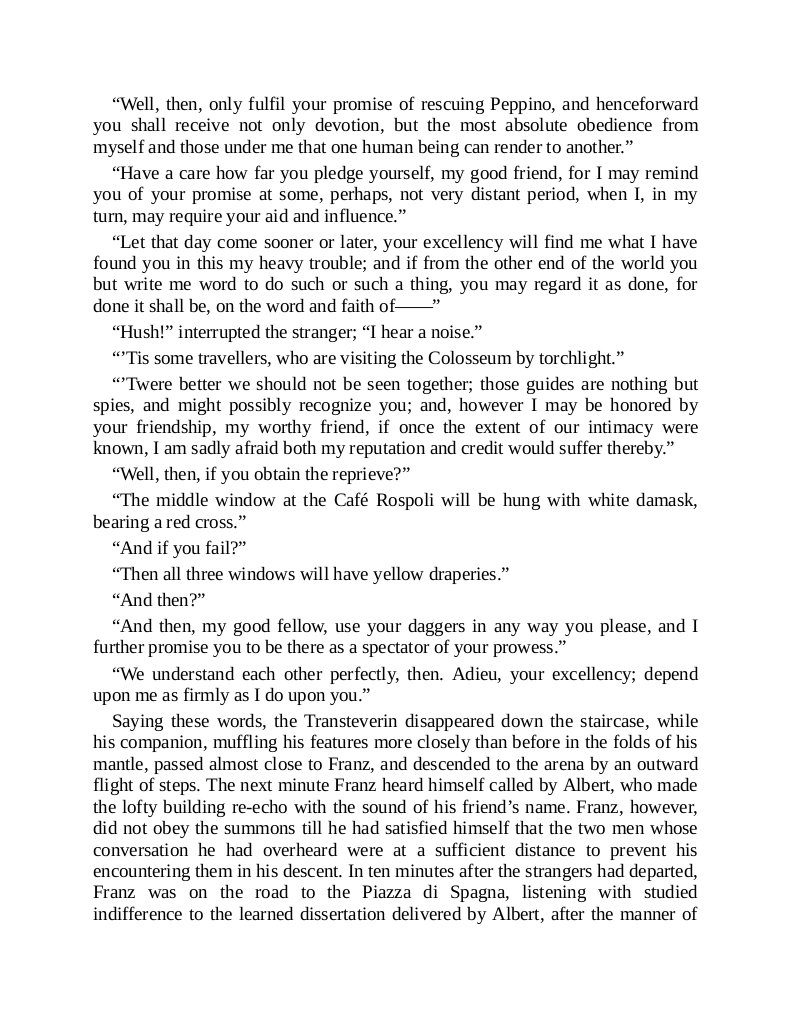 “Well, then, only fulfil your promise of rescuing Peppino, and henceforward
you shall receive not only devotion, but the most absolute obedience from
myself and those under me that one human being can render to another.”
“Have a care how far you pledge yourself, my good friend, for I may remind
you of your promise at some, perhaps, not very distant period, when I, in my
turn, may require your aid and influence.”
“Let that day come sooner or later, your excellency will find me what I have
found you in this my heavy trouble; and if from the other end of the world you
but write me word to do such or such a thing, you may regard it as done, for
done it shall be, on the word and faith of——”
“Hush!” interrupted the stranger; “I hear a noise.”
“’Tis some travellers, who are visiting the Colosseum by torchlight.”
“’Twere better we should not be seen together; those guides are nothing but
spies, and might possibly recognize you; and, however I may be honored by
your friendship, my worthy friend, if once the extent of our intimacy were
known, I am sadly afraid both my reputation and credit would suffer thereby.”
“Well, then, if you obtain the reprieve?”
“The middle window at the Café Rospoli will be hung with white damask,
bearing a red cross.”
“And if you fail?”
“Then all three windows will have yellow draperies.”
“And then?”
“And then, my good fellow, use your daggers in any way you please, and I
further promise you to be there as a spectator of your prowess.”
“We understand each other perfectly, then. Adieu, your excellency; depend
upon me as firmly as I do upon you.”
Saying these words, the Transteverin disappeared down the staircase, while
his companion, muffling his features more closely than before in the folds of his
mantle, passed almost close to Franz, and descended to the arena by an outward
flight of steps. The next minute Franz heard himself called by Albert, who made
the lofty building re-echo with the sound of his friend’s name. Franz, however,
did not obey the summons till he had satisfied himself that the two men whose
conversation he had overheard were at a sufficient distance to prevent his
encountering them in his descent. In ten minutes after the strangers had departed,
Franz was on the road to the Piazza di Spagna, listening with studied
indifference to the learned dissertation delivered by Albert, after the manner of